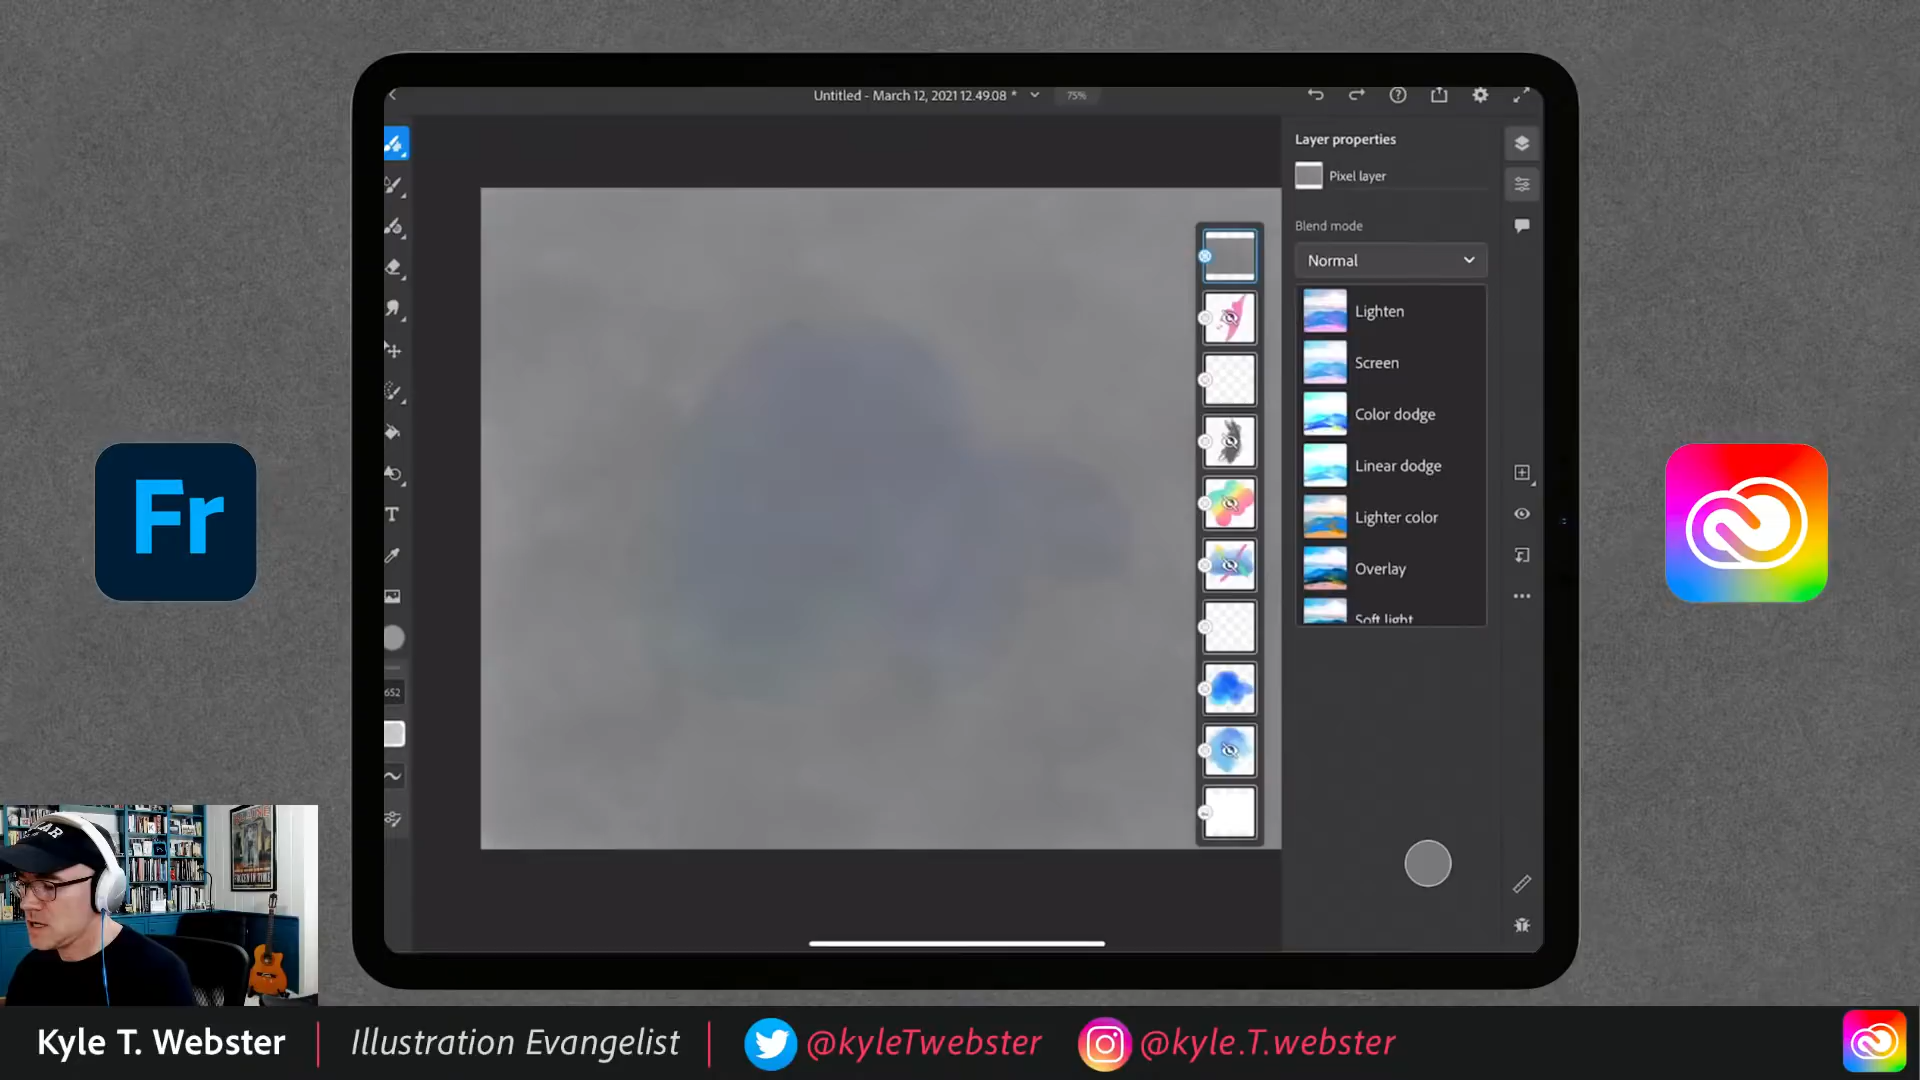 Untitled - March 12, 2021 12.49.08 *
75%
Layer properties
Pixel layer
Blend mode
Normal
Lighten
Screen
Color dodge
Linear dodge
Lighter color
Overlay
Soft light
T
652
Fr
Kyle T. Webster
Illustration Evangelist
@kyleTwebster
@kyle.T.webster